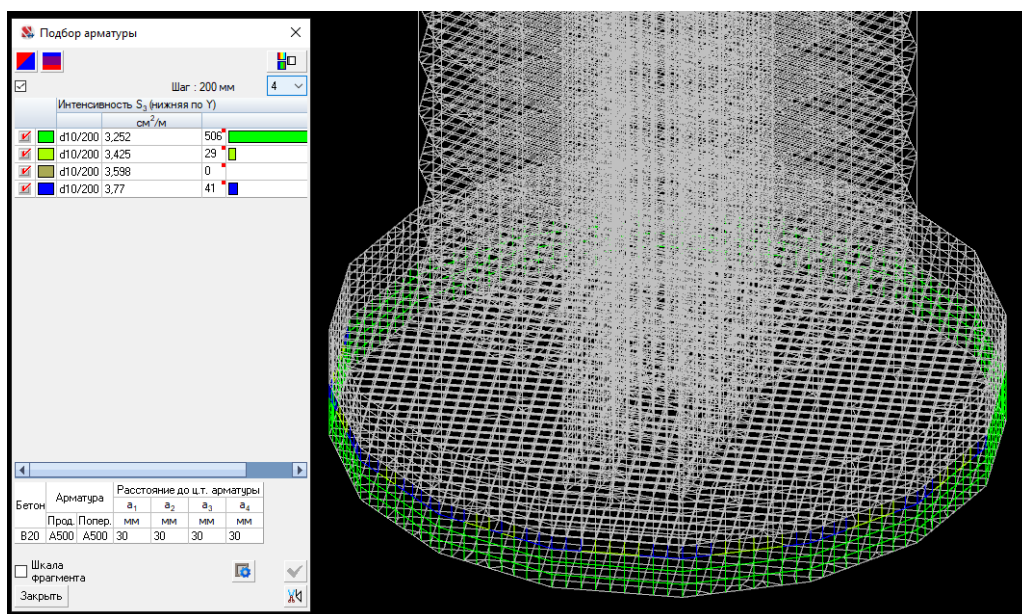 Подбор арматуры
Шаг : 200 мм 4
Интенсивность S3 (нижняя по Y)
см2/м
d10/200 3,252 506
d10/200 3,425 29
d10/200 3,598 0
d10/200 3,77 41
Бетон Арматура Расстояние до ц.т. арматуры
a1 a2 a3 a4
Прод. Попер. мм мм мм мм
B20 A500 A500 30 30 30 30
Шкала
фрагмента
Закрыть